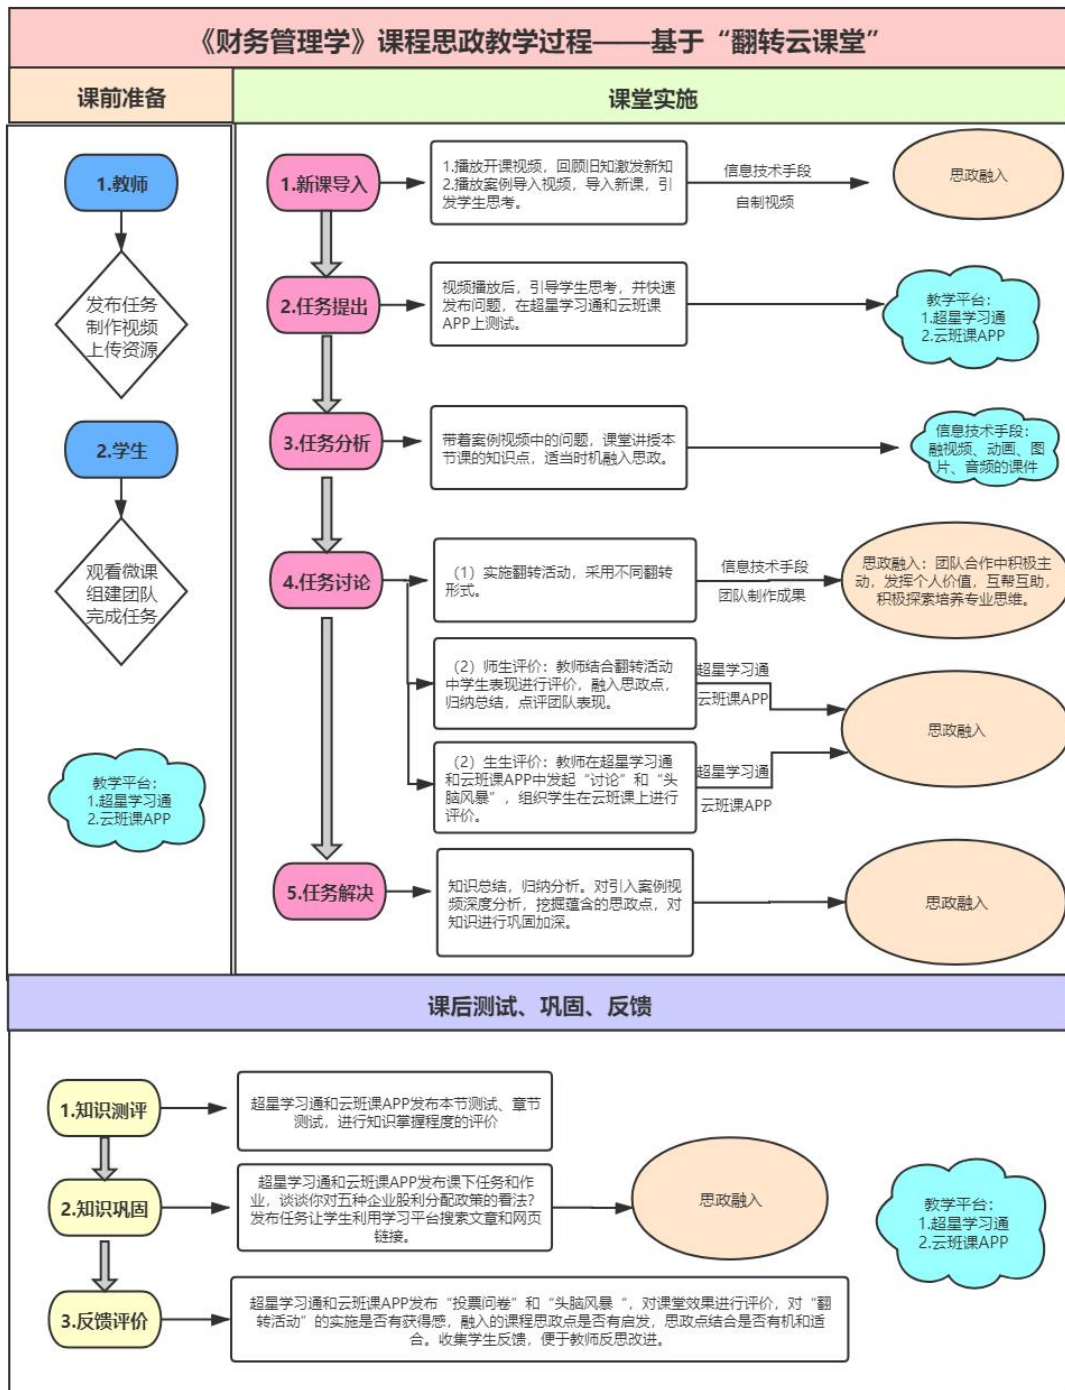 《财务管理学》课程思政教学过程——基于“翻转云课堂”
课前准备
课堂实施
1.教师
发布任务
制作视频
上传资源
2.学生
观看微课
组建团队
完成任务
教学平台：
1.超星学习通
2.云班课APP
1.新课导入
1.播放开课视频，回顾旧知激发新知
2.播放案例导入视频，导入新课，引
发学生思考。
信息技术手段
自制视频
思政融入
2.任务提出
视频播放后，引导学生思考，并快速
发布问题，在超星学习通和云班课
APP上测试。
教学平台：
1.超星学习通
2.云班课APP
3.任务分析
带着案例视频中的问题，课堂讲授本
节课的知识点，适当时机融入思政。
信息技术手段：
融视频、动画、图
片、音频的课件
4.任务讨论
（1）实施翻转活动，采用不同翻转
形式。
信息技术手段
团队制作成果
思政融入：团队合作中积极主
动，发挥个人价值，互帮互助，
积极探索培养专业思维。
（2）师生评价：教师结合翻转活动
中学生表现进行评价，融入思政点，
归纳总结，点评团队表现。
超星学习通
云班课APP
思政融入
（2）生生评价：教师在超星学习通
和云班课APP中发起“讨论”和“头
脑风暴”，组织学生在云班课上进行
评价。
超星学习通
云班课APP
5.任务解决
知识总结，归纳分析。对引入案例视
频深度分析，挖掘蕴含的思政点，对
知识进行巩固加深。
思政融入
课后测试、巩固、反馈
1.知识测评
超星学习通和云班课APP发布本节测试、章节
测试，进行知识掌握程度的评价
2.知识巩固
超星学习通和云班课APP发布课下任务和作
业，谈谈你对五种企业股利分配政策的看法？
发布任务让学生利用学习平台搜索文章和网页
链接。
思政融入
教学平台：
1.超星学习通
2.云班课APP
3.反馈评价
超星学习通和云班课APP发布“投票问卷”和“头脑风暴“，对课堂效果进行评价，对“翻
转活动”的实施是否有获得感，融入的课程思政点是否有启发，思政点结合是否有机和适
合。收集学生反馈，便于教师反思改进。